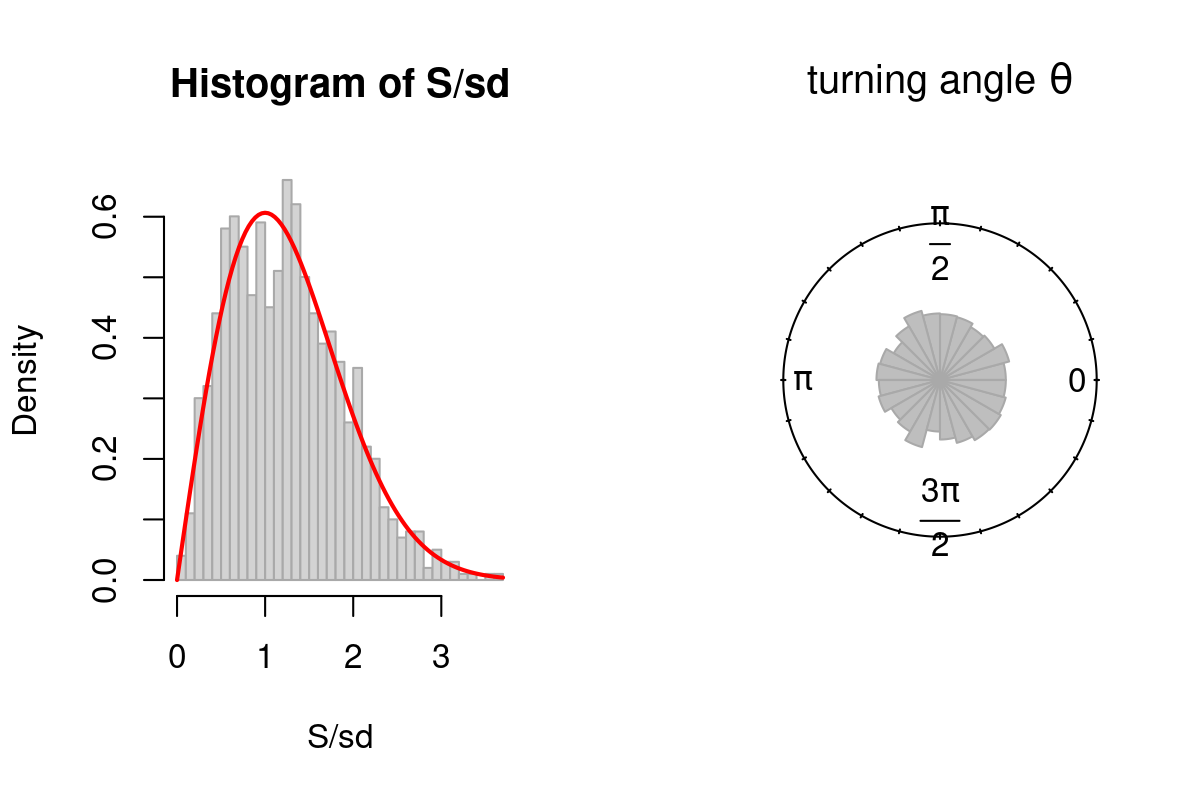 Histogram of S/sd
Density
0.0 0.2 0.4 0.6
0 1 2 3
S/sd
turning angle θ
π
2
π
0
3π
2